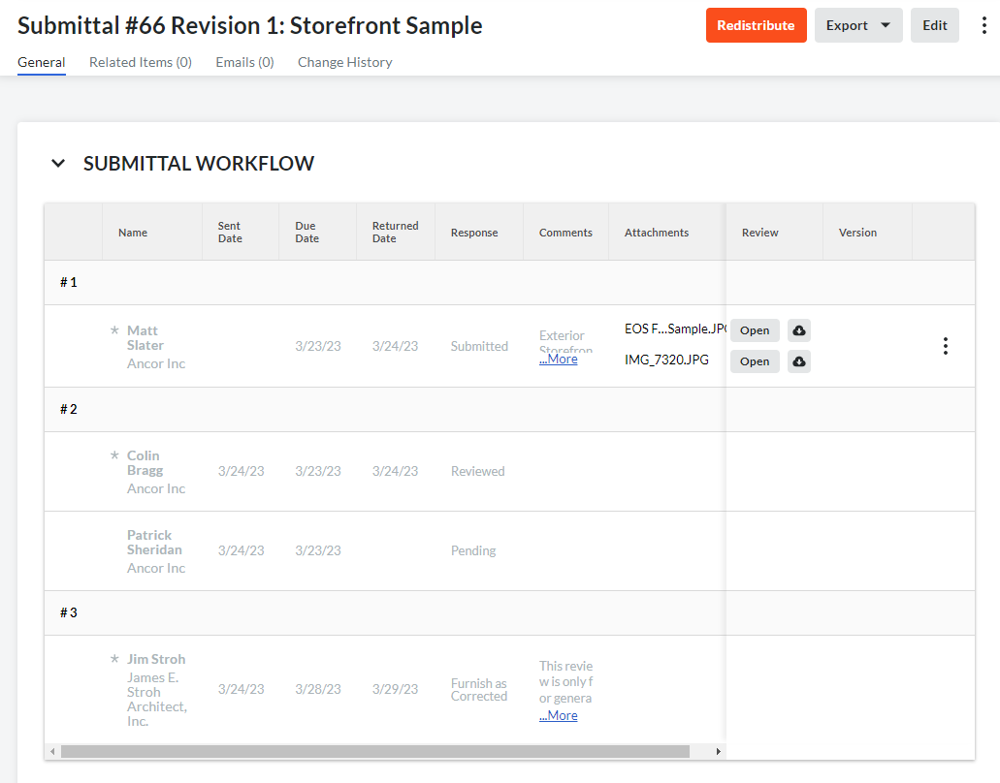 Submittal #66 Revision 1: Storefront Sample
Redistribute
Export
Edit
General
Related Items (0)
Emails (0)
Change History
SUBMITTAL WORKFLOW
Name
Sent
Date
Due
Date
Returned
Date
Response
Comments
Attachments
Review
Version
#1
* Matt
Slater
Ancor Inc
3/23/23
3/24/23
Submitted
Exterior
Storefron
...More
EOS F...Sample.JPG
Open
IMG_7320.JPG
Open
#2
* Colin
Bragg
Ancor Inc
3/24/23
3/23/23
3/24/23
Reviewed
Patrick
Sheridan
Ancor Inc
3/24/23
3/23/23
Pending
#3
* Jim Stroh
James E.
Stroh
Architect,
Inc.
3/24/23
3/28/23
3/29/23
Furnish as
Corrected
This revie
w is only f
or genera
...More